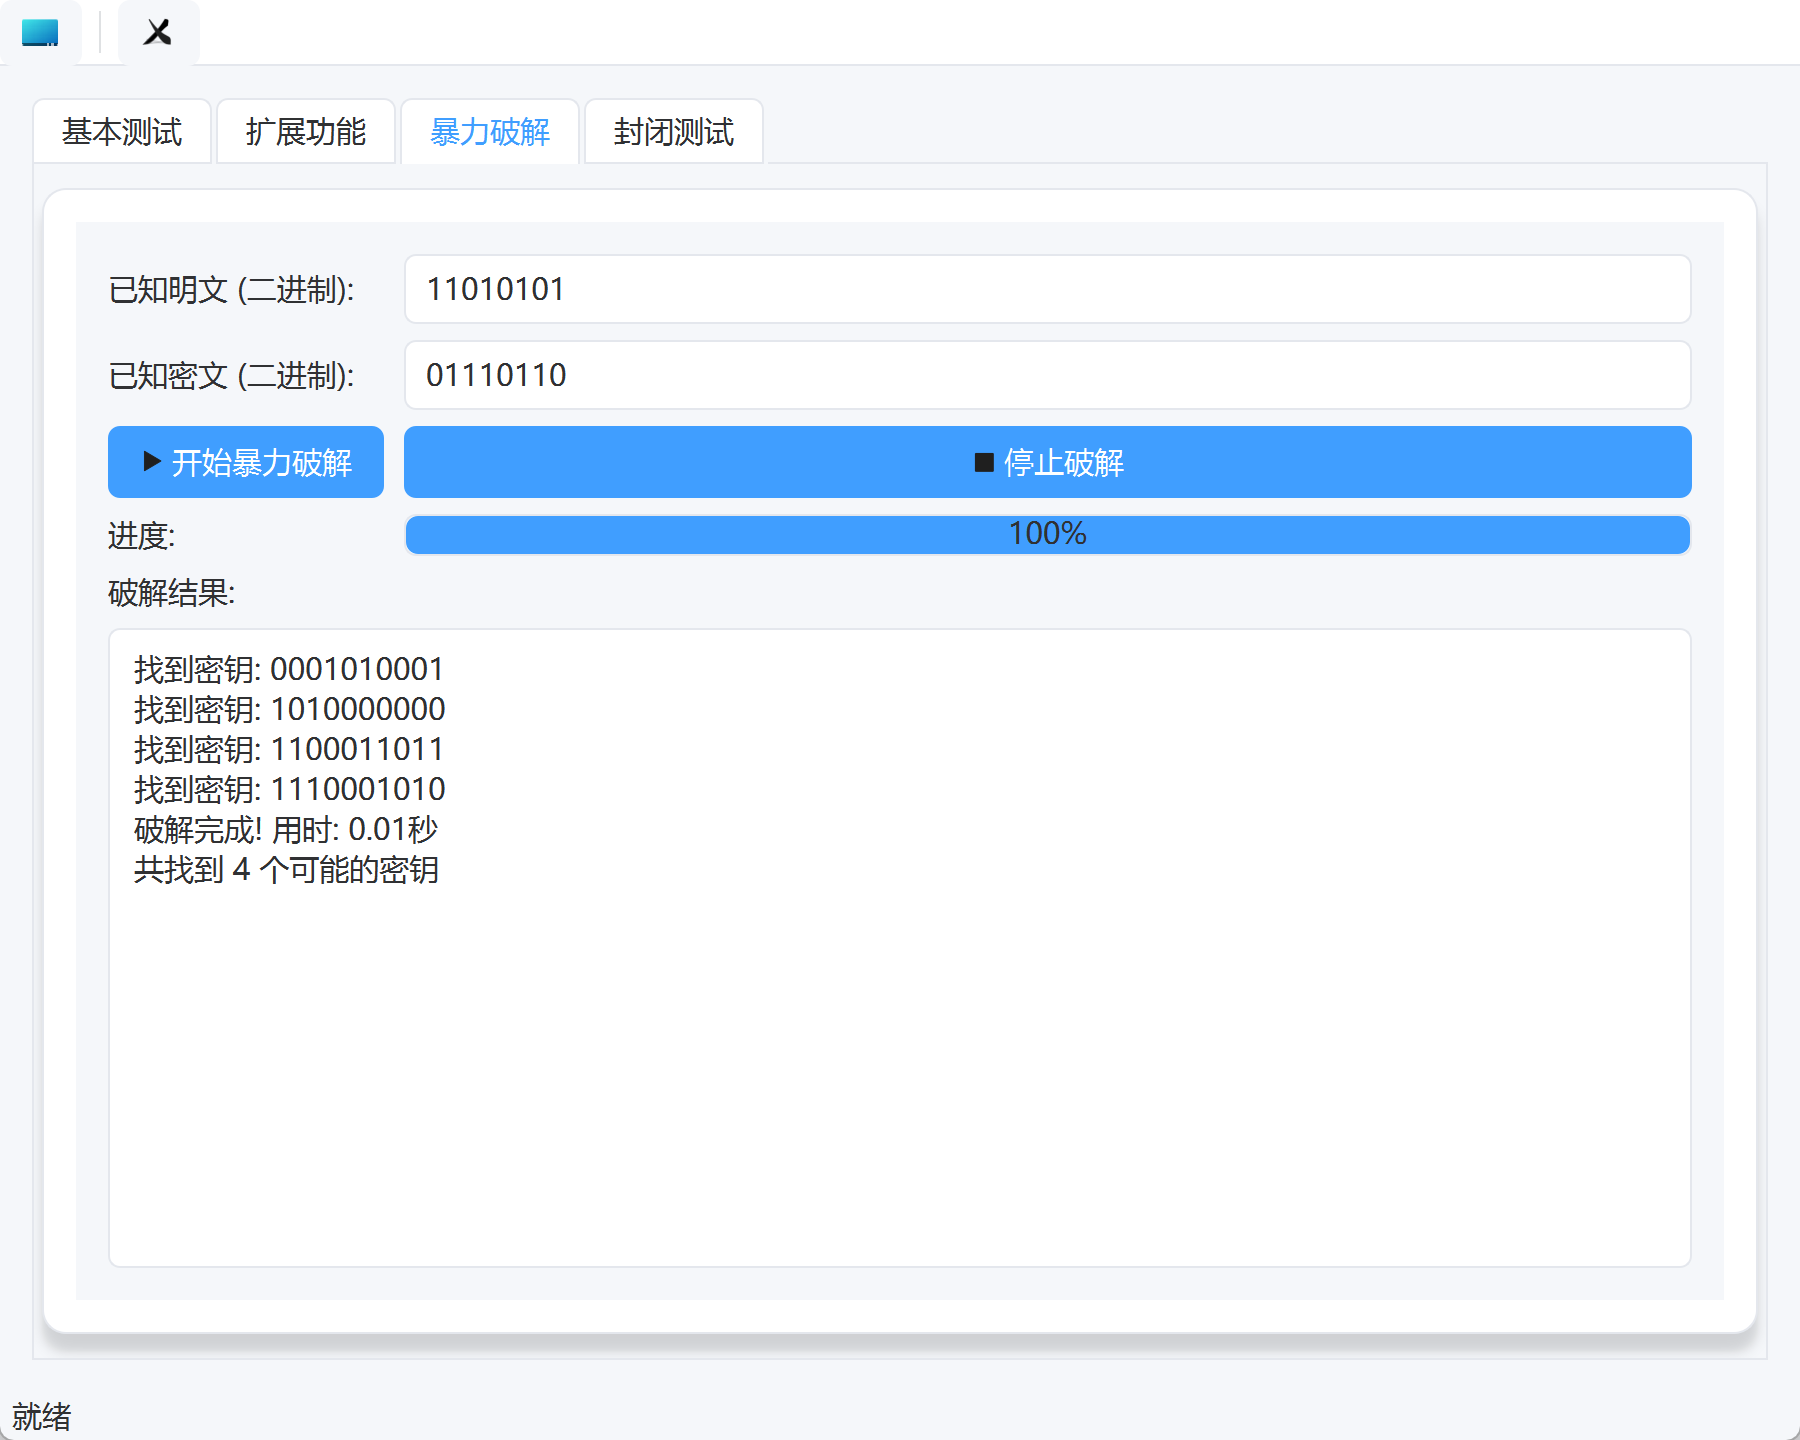 基本测试 扩展功能 暴力破解 封闭测试
已知明文 (二进制): 11010101
已知密文 (二进制): 01110110
▶ 开始暴力破解 ■ 停止破解
进度: 100%
破解结果:
找到密钥: 0001010001
找到密钥: 1010000000
找到密钥: 1100011011
找到密钥: 1110001010
破解完成! 用时: 0.01秒
共找到 4 个可能的密钥
就绪